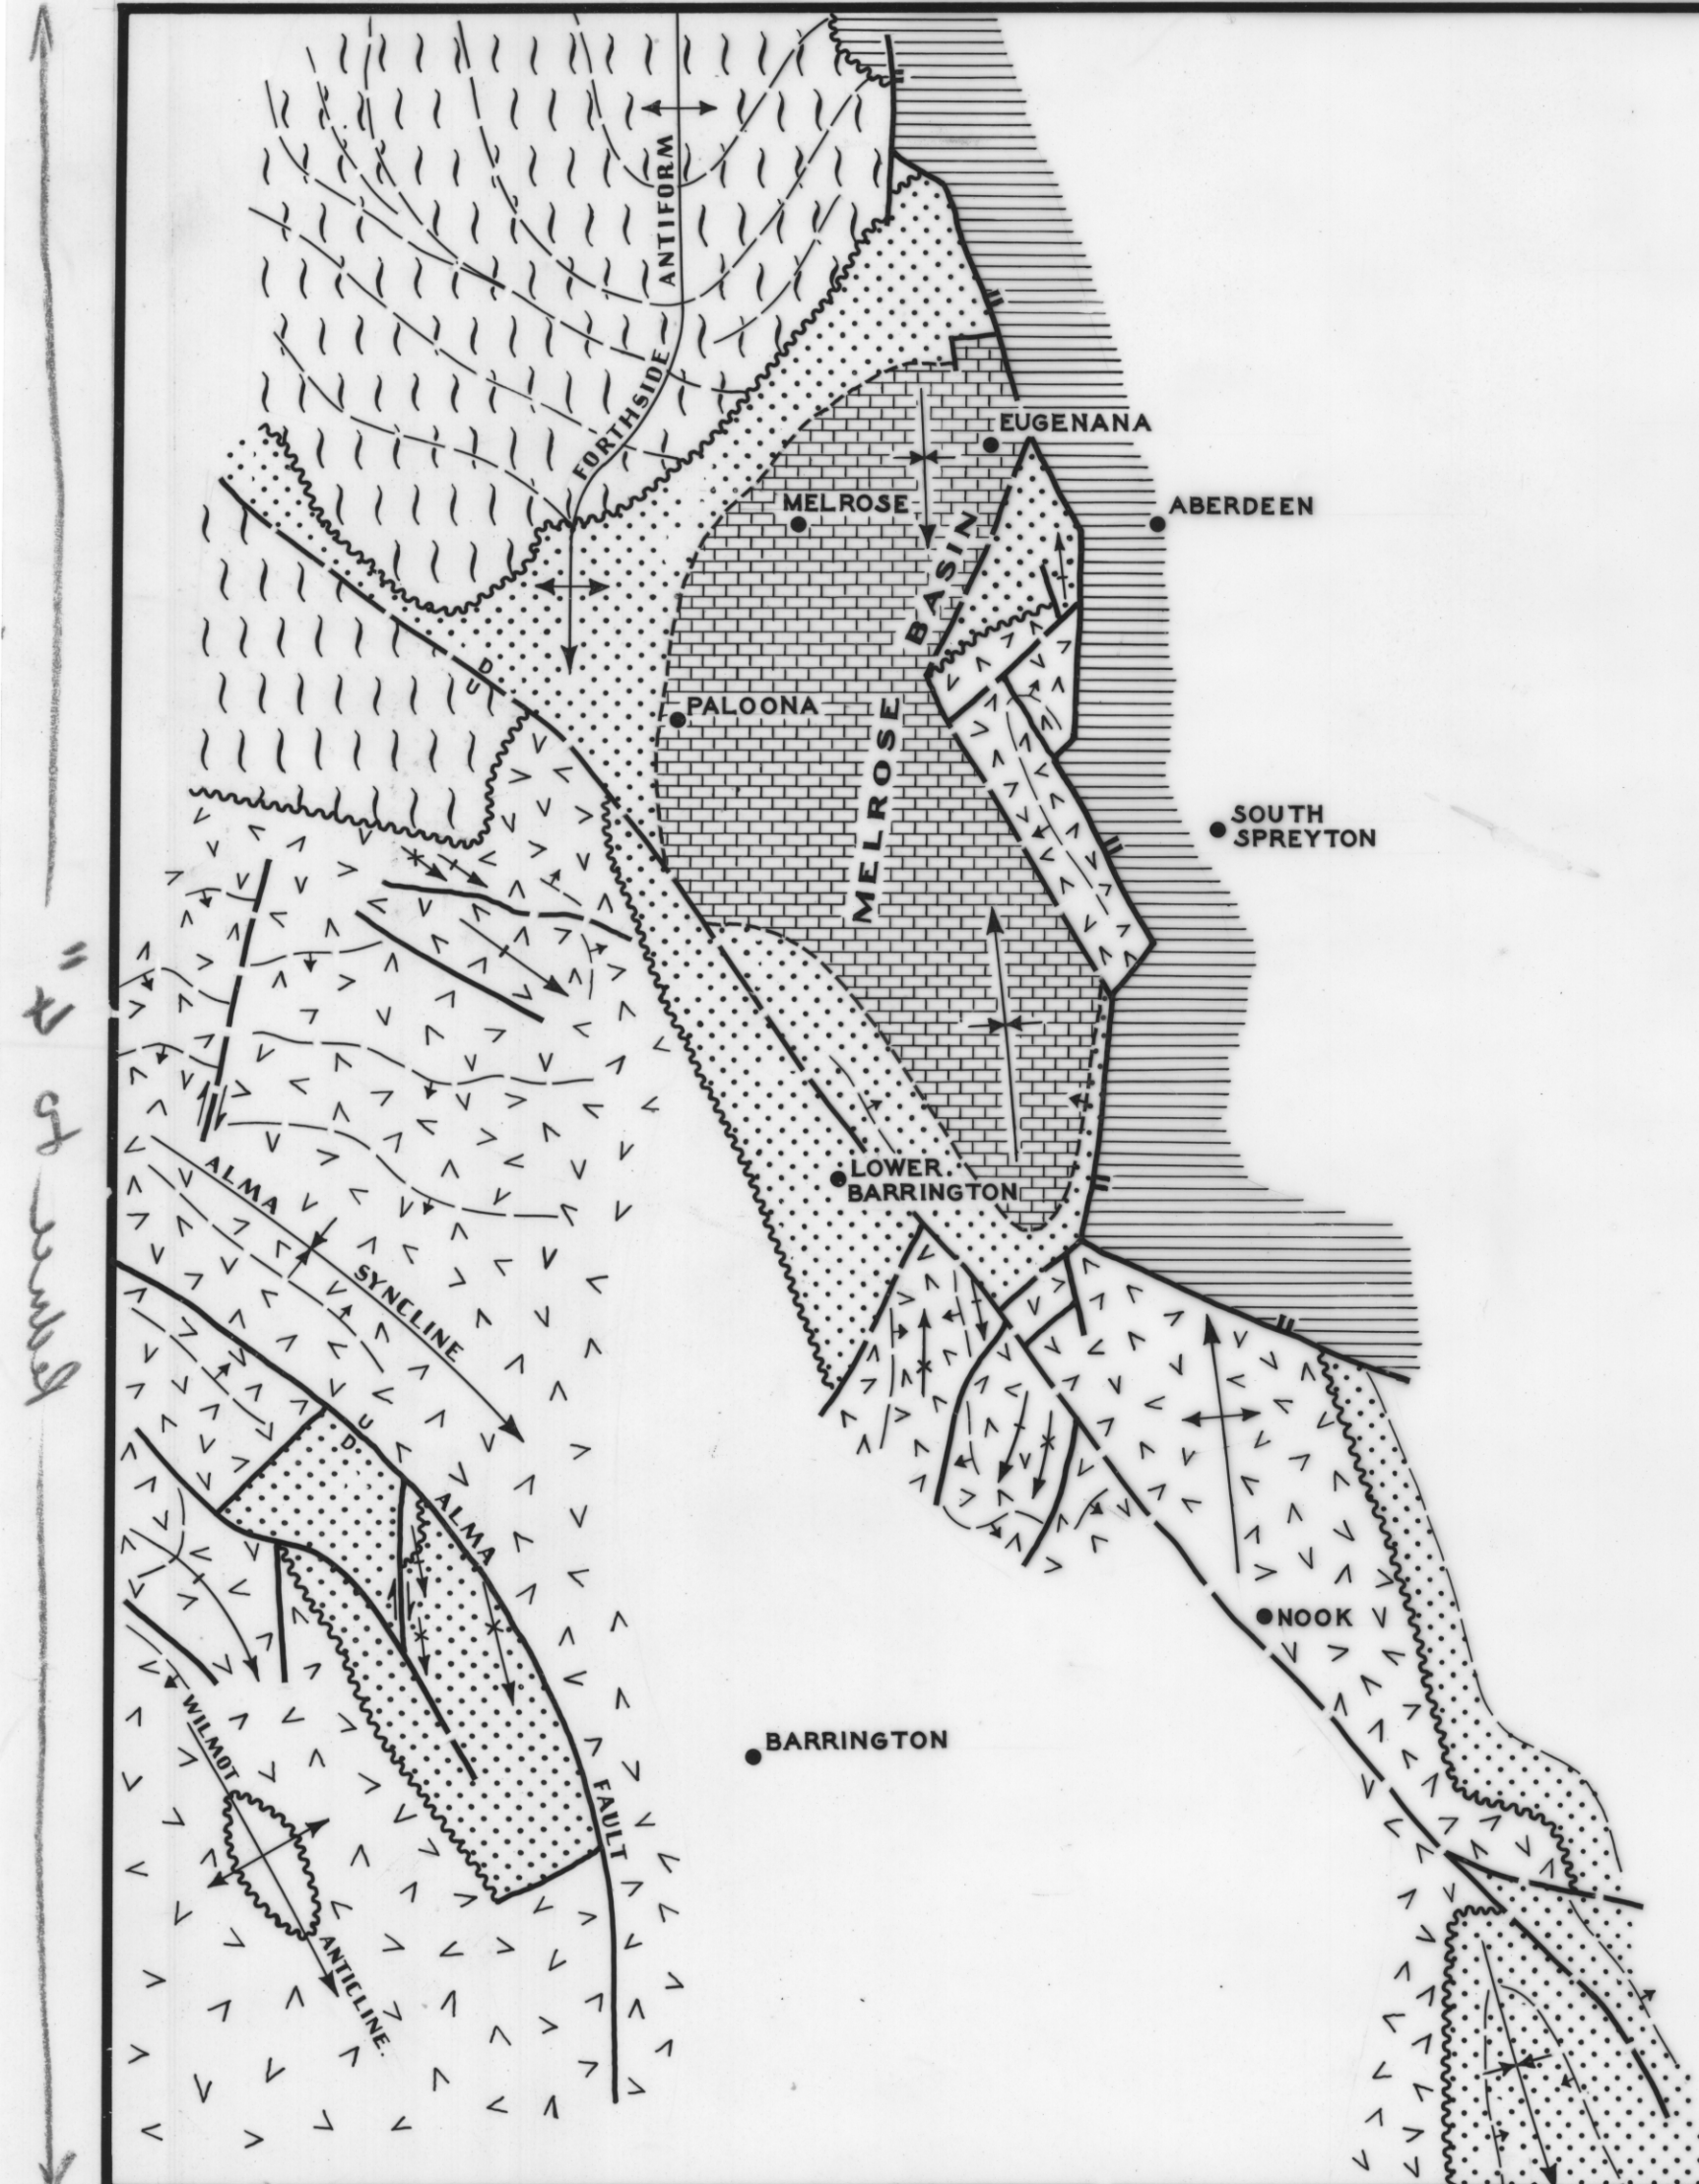 ANTIFORM
FORTHSIDE
EUGENANA
MELROSE
ABERDEEN
BASIN
D
U
PALOONA
MELROSE
SOUTH
SPREYTON
ALMA
LOWER
BARRINGTON
SYNCLINE
U
D
ALMA
NOOK
WILMOT
BARRINGTON
FAULT
ANTICLINE.